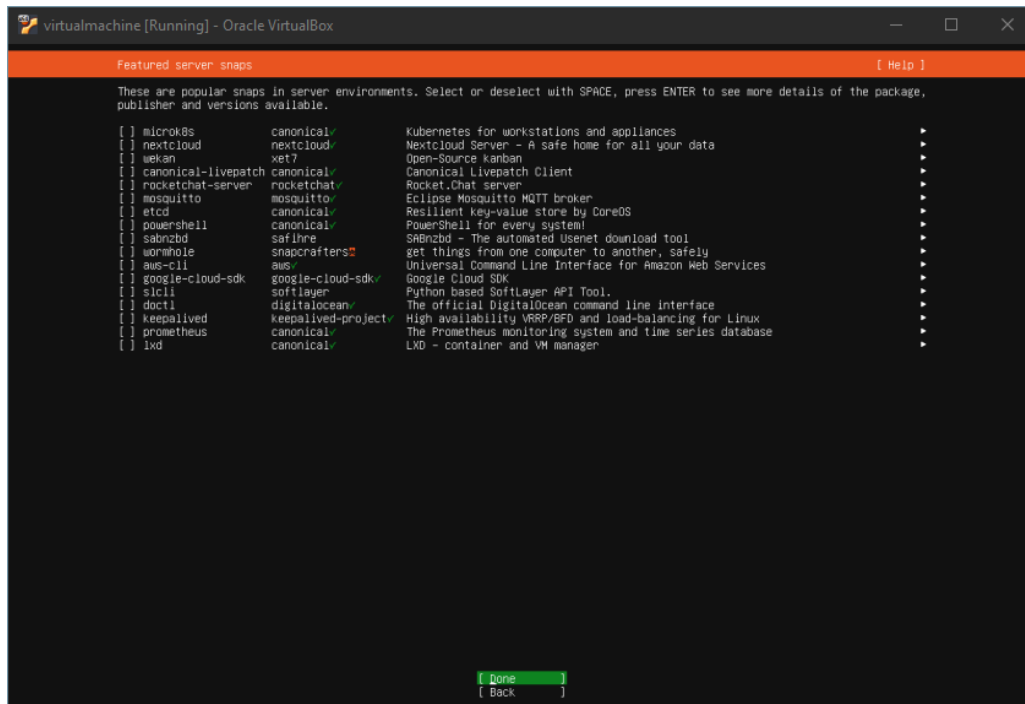 virtualmachine [Running] - Oracle VirtualBox
Featured server snaps [ Help ]
These are popular snaps in server environments. Select or deselect with SPACE, press ENTER to see more details of the package,
publisher and versions available.
[ ] microk8s canonical✓ Kubernetes for workstations and appliances ▸
[ ] nextcloud nextcloud✓ Nextcloud Server - A safe home for all your data ▸
[ ] wekan xet7 Open-Source kanban ▸
[ ] canonical-livepatch canonical✓ Canonical Livepatch Client ▸
[ ] rocketchat-server rocketchat✓ Rocket.Chat server ▸
[ ] mosquitto mosquitto✓ Eclipse Mosquitto MQTT broker ▸
[ ] etcd canonical✓ Resilient key-value store by CoreOS ▸
[ ] powershell canonical✓ PowerShell for every system! ▸
[ ] sabnzbd safihre SABnzbd - The automated Usenet download tool ▸
[ ] wormhole snapcrafters get things from one computer to another, safely ▸
[ ] aws-cli aws✓ Universal Command Line Interface for Amazon Web Services ▸
[ ] google-cloud-sdk google-cloud-sdk✓ Google Cloud SDK ▸
[ ] slcli softlayer Python based SoftLayer API Tool. ▸
[ ] doctl digitalocean✓ The official DigitalOcean command line interface ▸
[ ] keepalived keepalived-project✓ High availability VRRP/BFD and load-balancing for Linux ▸
[ ] prometheus canonical✓ The Prometheus monitoring system and time series database ▸
[ ] lxd canonical✓ LXD - container and VM manager ▸
[ Done ]
[ Back ]